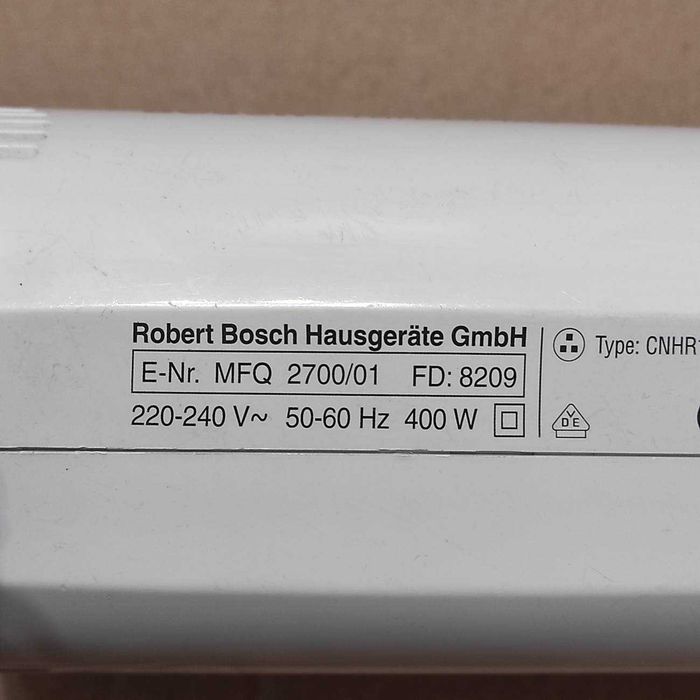 Robert Bosch Hausgeräte GmbH
E-Nr. MFQ 2700/01 FD: 8209
220-240 V~ 50-60 Hz 400 W
Type: CNHR
VDE